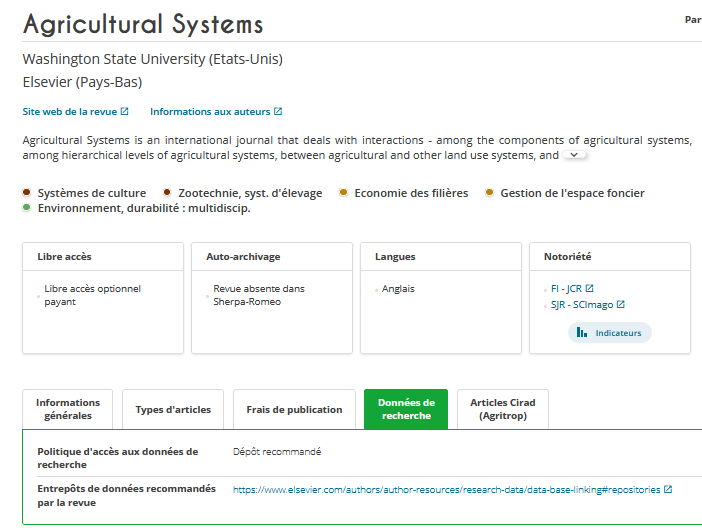 Agricultural Systems
Par
Washington State University (Etats-Unis)
Elsevier (Pays-Bas)
Site web de la revue
Informations aux auteurs
Agricultural Systems is an international journal that deals with interactions - among the components of agricultural systems,
among hierarchical levels of agricultural systems, between agricultural and other land use systems, and
Systèmes de culture
Zootechnie, syst. d'élevage
Economie des filières
Gestion de l'espace foncier
Environnement, durabilité : multidiscip.
Libre accès
Libre accès optionnel
payant
Auto-archivage
Revue absente dans
Sherpa-Romeo
Langues
Anglais
Notoriété
FI - JCR
SJR - SCImago
Indicateurs
Informations
générales
Types d'articles
Frais de publication
Données de
recherche
Articles Cirad
(Agritrop)
Politique d'accès aux données de
recherche
Dépôt recommandé
Entrepôts de données recommandés
par la revue
https://www.elsevier.com/authors/author-resources/research-data/data-base-linking#repositories